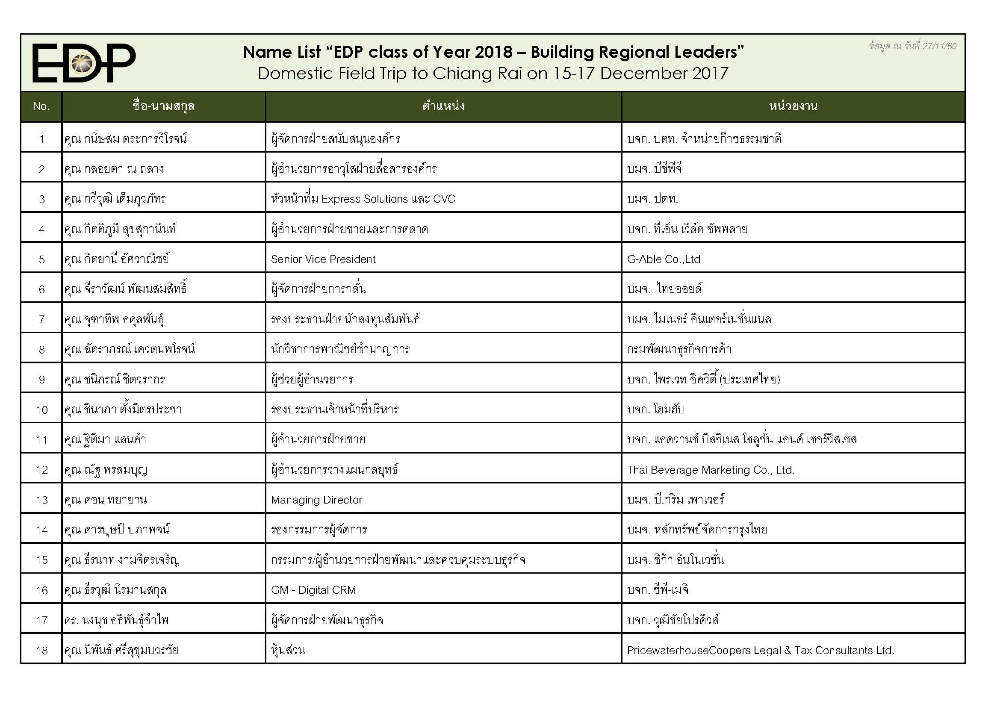 EDP
Name List “EDP class of Year 2018 – Building Regional Leaders"
ข้อมูล ณ วันที่ 27/11/60
Domestic Field Trip to Chiang Rai on 15-17 December 2017
No. ชื่อ-นามสกุล ตำแหน่ง หน่วยงาน
1 คุณ กนิษสม ตระการวิโรจน์ ผู้จัดการฝ่ายสนับสนุนองค์กร บจก. ปตท. จำหน่ายก๊าซธรรมชาติ
2 คุณ กลอยตา ณ ถลาง ผู้อำนวยการอาวุโสฝ่ายสื่อสารองค์กร บมจ. บีซีพีจี
3 คุณ กวีวุฒิ เต็มภูวภัทร หัวหน้าที่ม Express Solutions และ CVC บมจ. ปตท.
4 คุณ กิตติภูมิ สุขสุกานินท์ ผู้อำนวยการฝ่ายขายและการตลาด บจก. ทีเอ็น เวิล์ด ซัพพลาย
5 คุณ กิตยานี อัศวาณิชย์ Senior Vice President G-Able Co.,Ltd
6 คุณ จีราวัฒน์ พัฒนสมสิทธิ์ ผู้จัดการฝ่ายการกลั่น บมจ. ไทยออยล์
7 คุณ จุฑาทิพ อดุลพันธุ์ รองประธานฝ่ายนักลงทุนสัมพันธ์ บมจ. ไมเนอร์ อินเตอร์เนชั่นแนล
8 คุณ ฉัตราภรณ์ เศวตนพโรจน์ นักวิชาการพาณิชย์ชำนาญการ กรมพัฒนาธุรกิจการค้า
9 คุณ ชนิภรณ์ ชิตวรากร ผู้ช่วยผู้อำนวยการ บจก. ไพรเวท อิควิตี้ (ประเทศไทย)
10 คุณ ชินาภา ตั้งมิตรประชา รองประธานเจ้าหน้าที่บริหาร บจก. โฮมฮับ
11 คุณ ฐิติมา แสนคำ ผู้อำนวยการฝ่ายขาย บจก. แอดวานซ์ บิสซิเนส โซลูชั่น แอนด์ เซอร์วิสเซส
12 คุณ ณัฐ พรสมบุญ ผู้อำนวยการวางแผนกลยุทธ์ Thai Beverage Marketing Co., Ltd.
13 คุณ ดอน ทยายาน Managing Director บมจ. บี.กริม เพาเวอร์
14 คุณ ดารบุษป์ ปภาพจน์ รองกรรมการผู้จัดการ บมจ. หลักทรัพย์จัดการกรุงไทย
15 คุณ ธีรนาท งามจิตรเจริญ กรรมการ/ผู้อำนวยการฝ่ายพัฒนาและควบคุมระบบธุรกิจ บมจ. ซิก้า อินโนเวชั่น
16 คุณ ธีรวุฒิ นิรมานสกุล GM - Digital CRM บจก. ซีพี-เมจิ
17 ดร. นงนุช อธิพันธุ์อำไพ ผู้จัดการฝ่ายพัฒนาธุรกิจ บจก. วุฒิชัยโปรดิวส์
18 คุณ นิพันธ์ ศรีสุขุมบวรชัย หุ้นส่วน PricewaterhouseCoopers Legal & Tax Consultants Ltd.